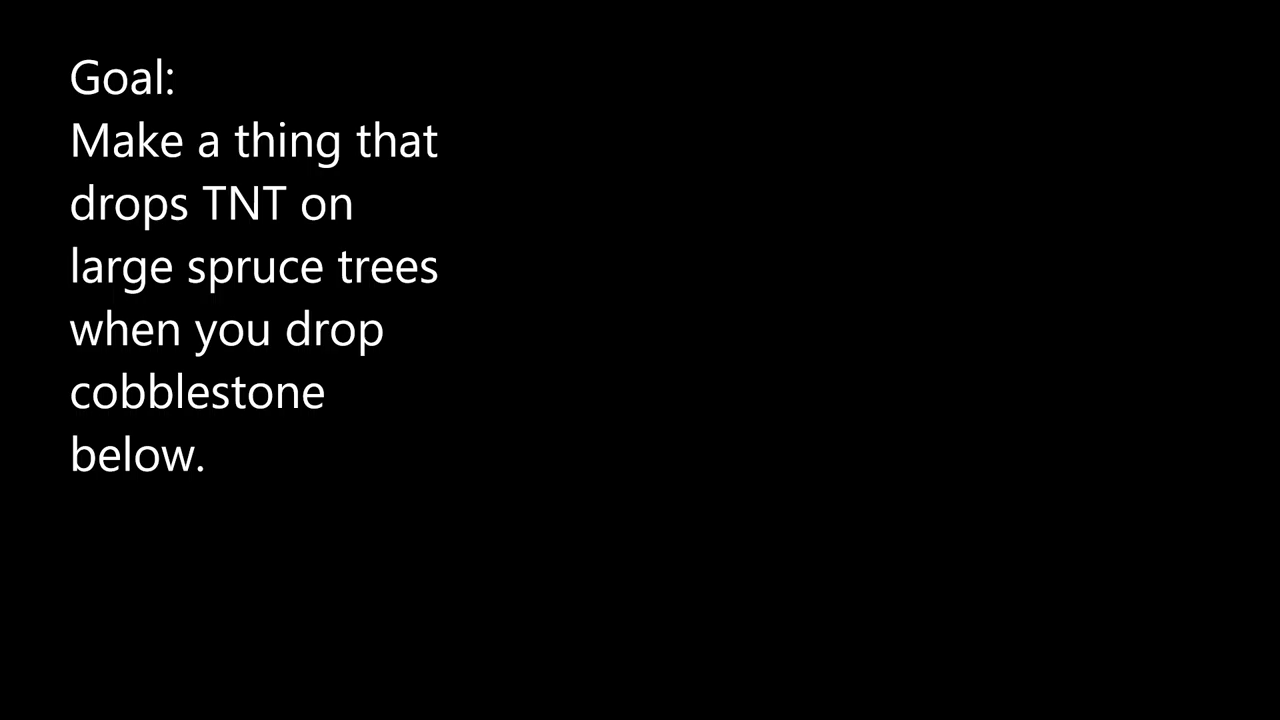 Goal:
Make a thing that
drops TNT on
large spruce trees
when you drop
cobblestone
below.